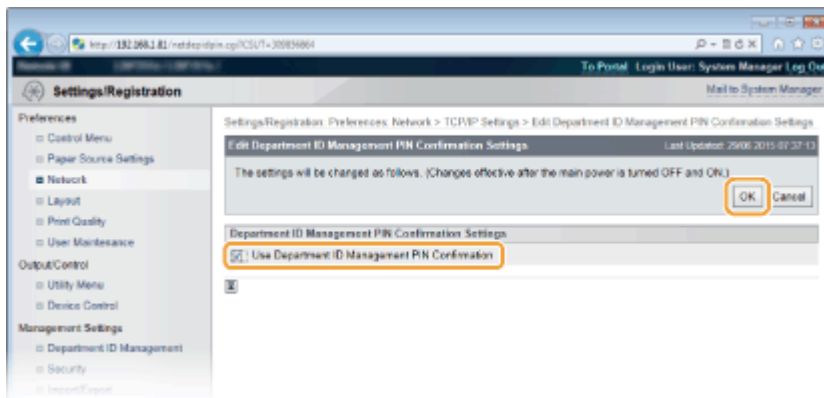 http://192.168.1.81/netdepidpin.cgi?CSUT=309836864
To Portal Login User: System Manager Log Ou
Settings/Registration
Mail to System Manager
Preferences
Control Menu
Paper Source Settings
Network
Layout
Print Quality
User Maintenance
Output/Control
Utility Menu
Device Control
Management Settings
Department ID Management
Security
Import/Export
Settings/Registration: Preferences: Network > TCP/IP Settings > Edit Department ID Management PIN Confirmation Settings
Edit Department ID Management PIN Confirmation Settings
Last Updated: 29/06 2015 07:37:13
The settings will be changed as follows. (Changes effective after the main power is turned OFF and ON.)
OK Cancel
Department ID Management PIN Confirmation Settings
Use Department ID Management PIN Confirmation